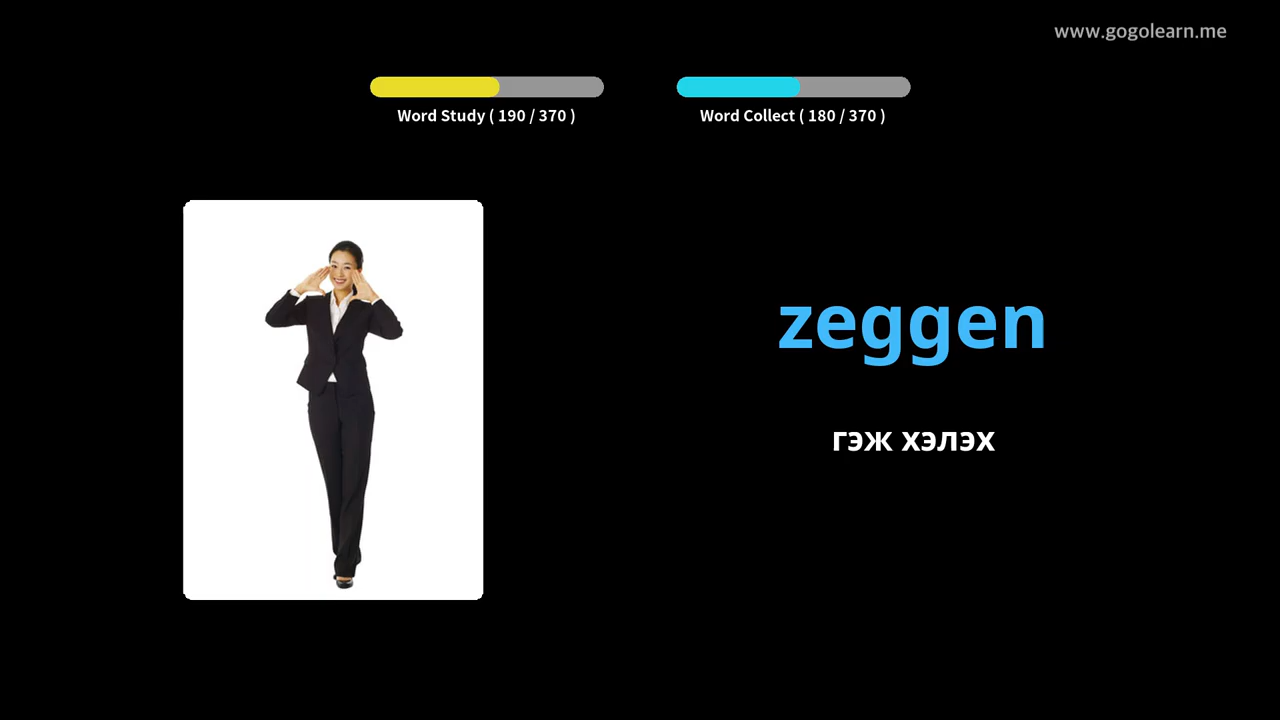 www.gogolearn.me
Word Study ( 190 / 370 )
Word Collect ( 180 / 370 )
zeggen
гэж хэлэх